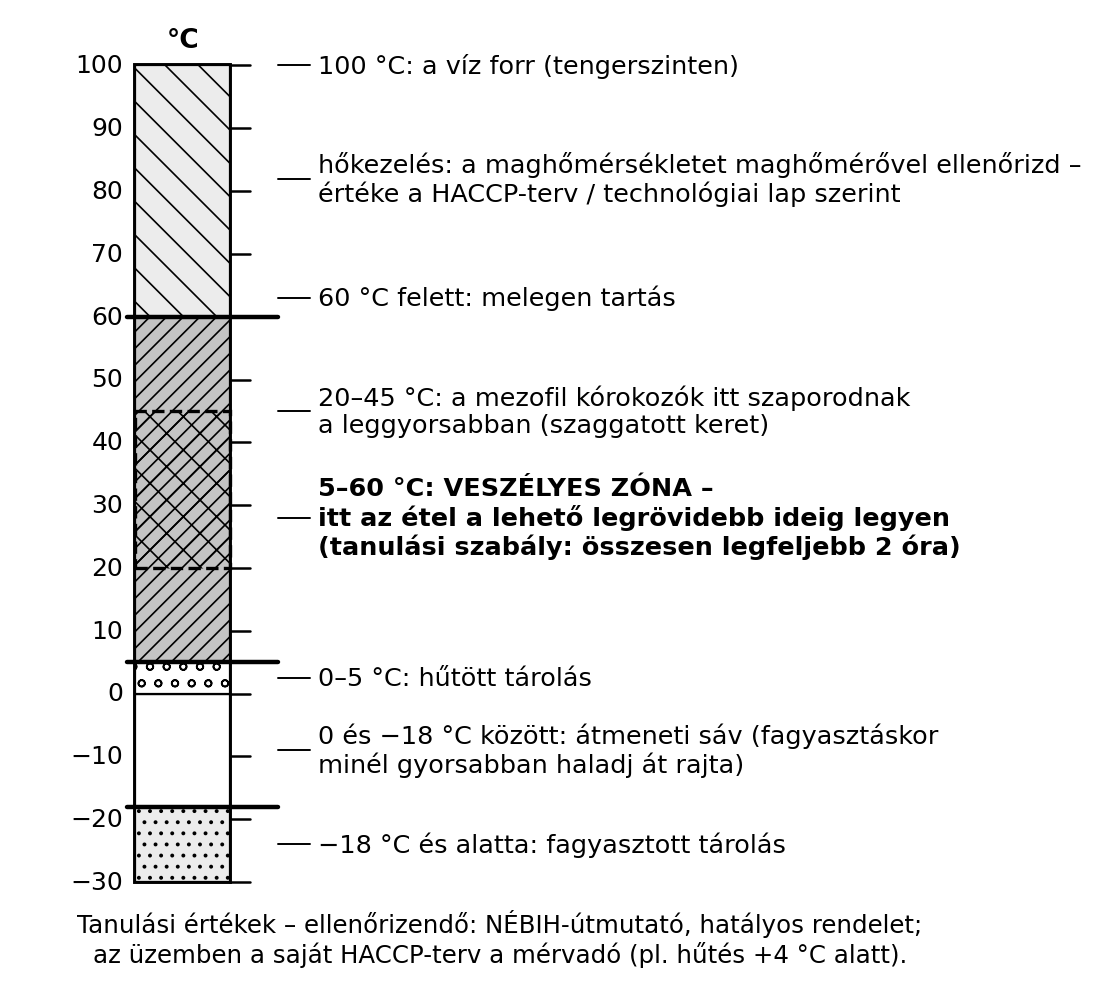 °C
100
100 °C: a víz forr (tengerszinten)
90
hőkezelés: a maghőmérsékletet maghőmérővel ellenőrizd –
értéke a HACCP-terv / technológiai lap szerint
80
70
60 °C felett: melegen tartás
60
50
20–45 °C: a mezofil kórokozók itt szaporodnak
a leggyorsabban (szaggatott keret)
40
5–60 °C: VESZÉLYES ZÓNA –
itt az étel a lehető legrövidebb ideig legyen
(tanulási szabály: összesen legfeljebb 2 óra)
30
20
10
0–5 °C: hűtött tárolás
0
0 és −18 °C között: átmeneti sáv (fagyasztáskor
minél gyorsabban haladj át rajta)
−10
−20
−18 °C és alatta: fagyasztott tárolás
−30
Tanulási értékek – ellenőrizendő: NÉBIH-útmutató, hatályos rendelet;
az üzemben a saját HACCP-terv a mérvadó (pl. hűtés +4 °C alatt).